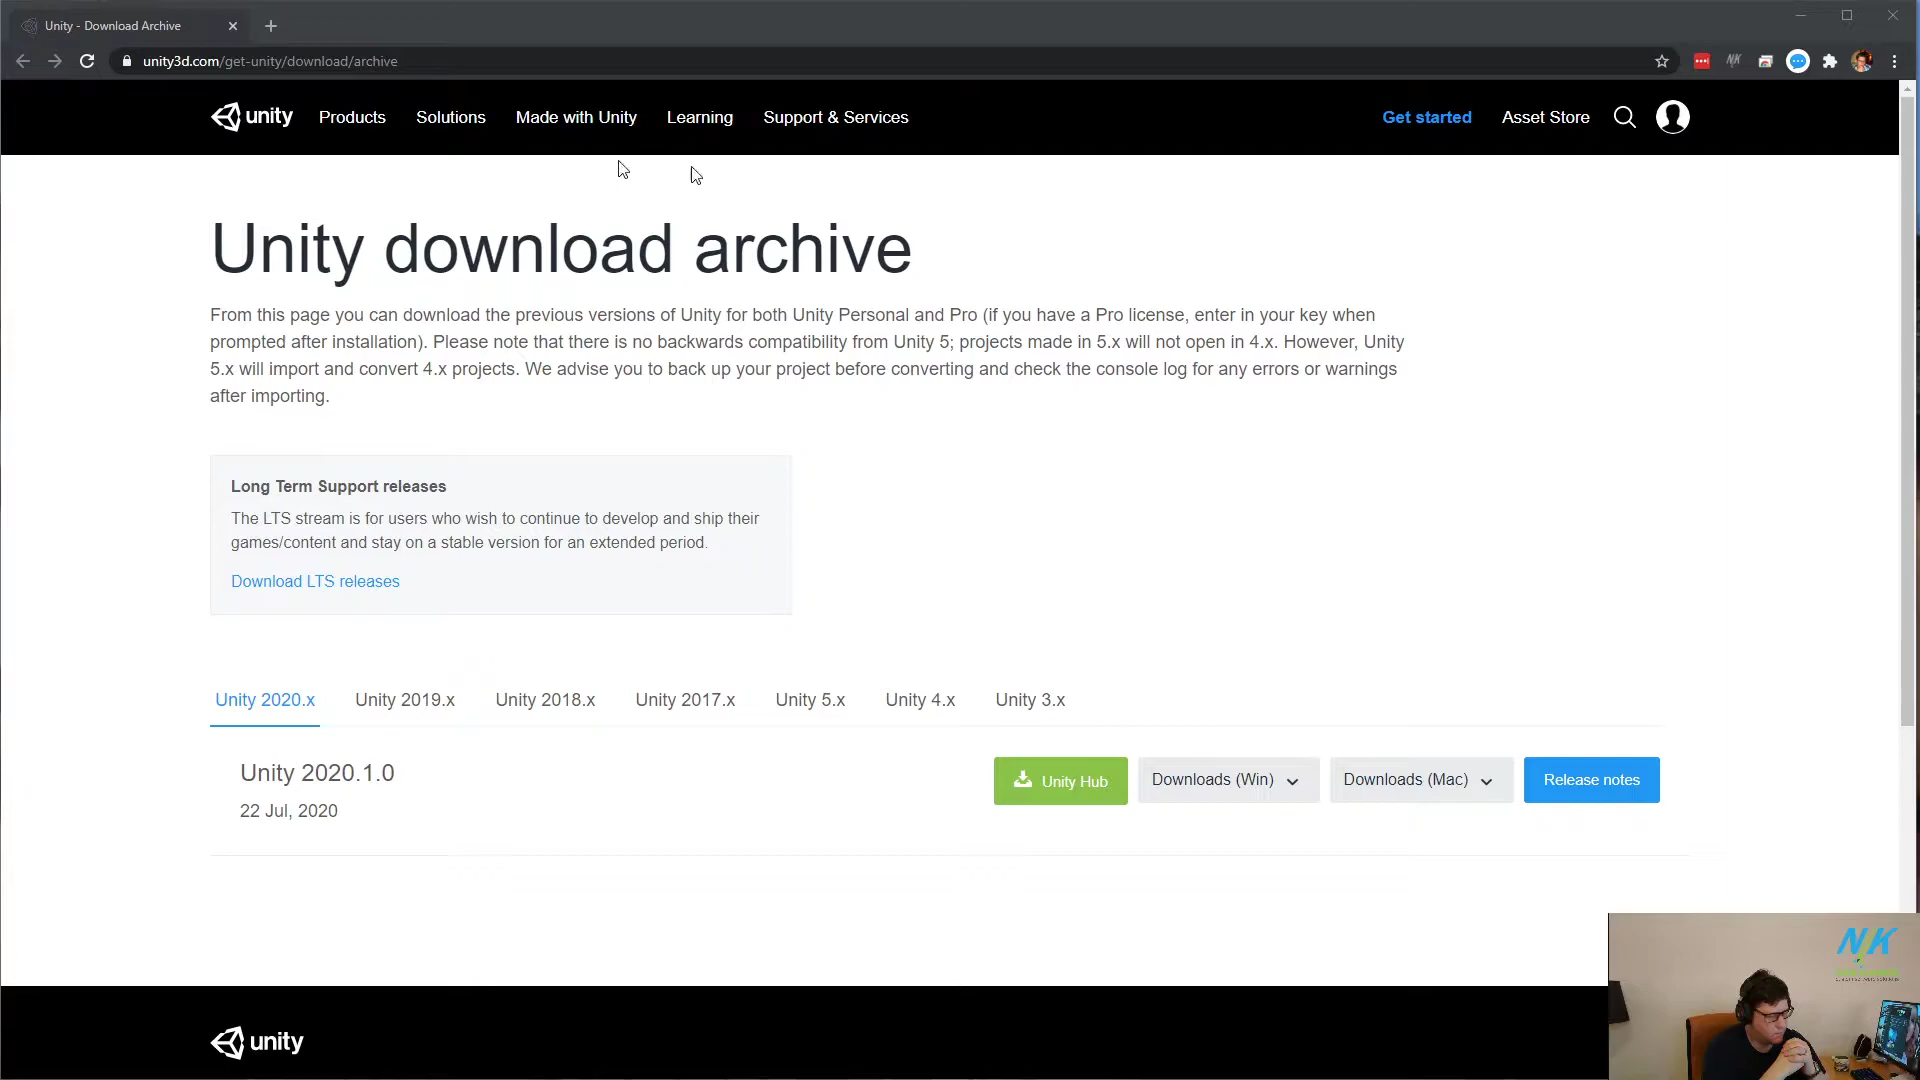 Unity - Download Archive
unity3d.com/get-unity/download/archive
unity Products Solutions Made with Unity Learning Support & Services Get started Asset Store
Unity download archive
From this page you can download the previous versions of Unity for both Unity Personal and Pro (if you have a Pro license, enter in your key when
prompted after installation). Please note that there is no backwards compatibility from Unity 5; projects made in 5.x will not open in 4.x. However, Unity
5.x will import and convert 4.x projects. We advise you to back up your project before converting and check the console log for any errors or warnings
after importing.
Long Term Support releases
The LTS stream is for users who wish to continue to develop and ship their
games/content and stay on a stable version for an extended period.
Download LTS releases
Unity 2020.x Unity 2019.x Unity 2018.x Unity 2017.x Unity 5.x Unity 4.x Unity 3.x
Unity 2020.1.0
22 Jul, 2020
Unity Hub Downloads (Win) Downloads (Mac) Release notes
NK
unity